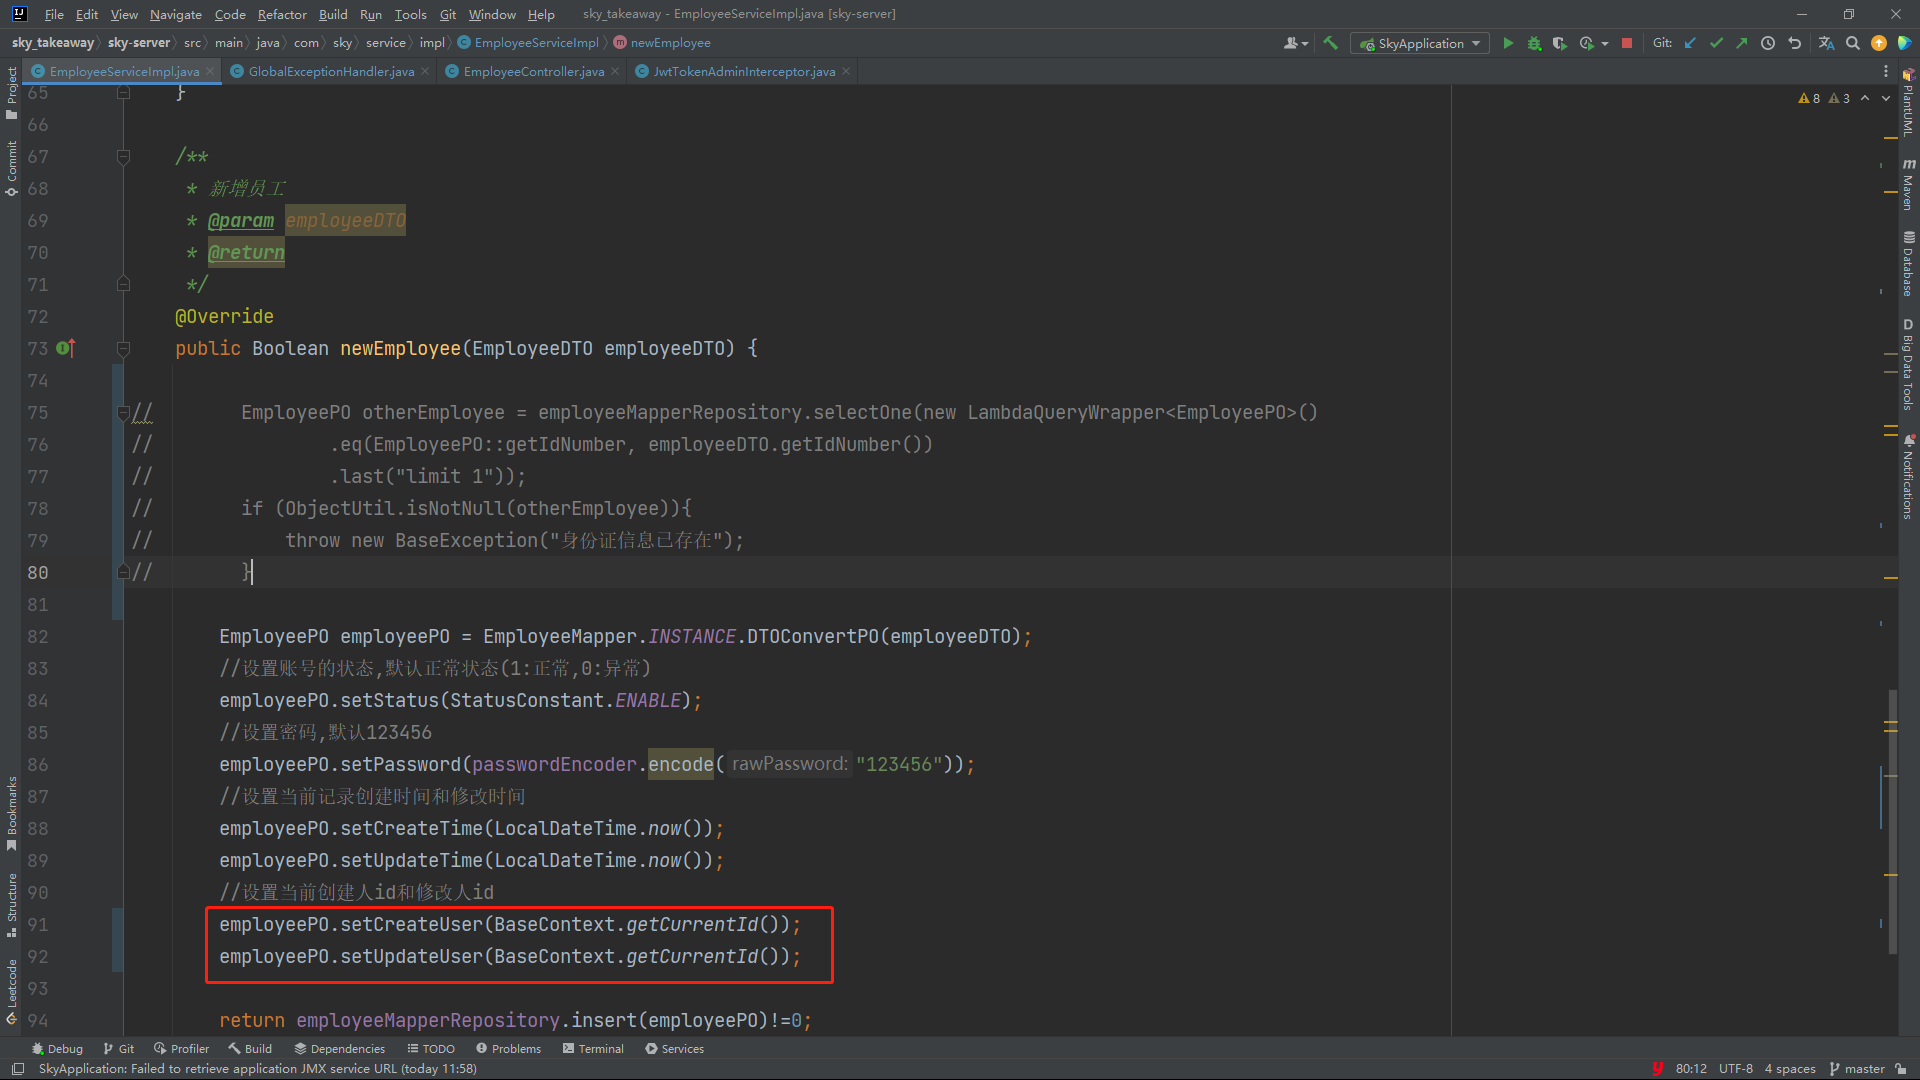 File Edit View Navigate Code Refactor Build Run Tools Git Window Help sky_takeaway - EmployeeServiceImpl.java [sky-server]
sky_takeaway sky-server src main java com sky service impl EmployeeServiceImpl newEmployee SkyApplication Git:
EmployeeServiceImpl.java GlobalExceptionHandler.java EmployeeController.java JwtTokenAdminInterceptor.java
8 3
65 }
66
67 /**
68 * 新增员工
69 * @param employeeDTO
70 * @return
71 */
72 @Override
73 public Boolean newEmployee(EmployeeDTO employeeDTO) {
74
75 // EmployeePO otherEmployee = employeeMapperRepository.selectOne(new LambdaQueryWrapper<EmployeePO>()
76 // .eq(EmployeePO::getIdNumber, employeeDTO.getIdNumber())
77 // .last("limit 1"));
78 // if (ObjectUtil.isNotNull(otherEmployee)){
79 // throw new BaseException("身份证信息已存在");
80 // }
81
82 EmployeePO employeePO = EmployeeMapper.INSTANCE.DTOConvertPO(employeeDTO);
83 //设置账号的状态,默认正常状态(1:正常,0:异常)
84 employeePO.setStatus(StatusConstant.ENABLE);
85 //设置密码,默认123456
86 employeePO.setPassword(passwordEncoder.encode( rawPassword: "123456"));
87 //设置当前记录创建时间和修改时间
88 employeePO.setCreateTime(LocalDateTime.now());
89 employeePO.setUpdateTime(LocalDateTime.now());
90 //设置当前创建人id和修改人id
91 employeePO.setCreateUser(BaseContext.getCurrentId());
92 employeePO.setUpdateUser(BaseContext.getCurrentId());
93
94 return employeeMapperRepository.insert(employeePO)!=0;
Project
Commit
Bookmarks
Structure
Leetcode
PlantUML
Maven
Database
Big Data Tools
Notifications
Debug Git Profiler Build Dependencies TODO Problems Terminal Services
SkyApplication: Failed to retrieve application JMX service URL (today 11:58) 80:12 UTF-8 4 spaces master